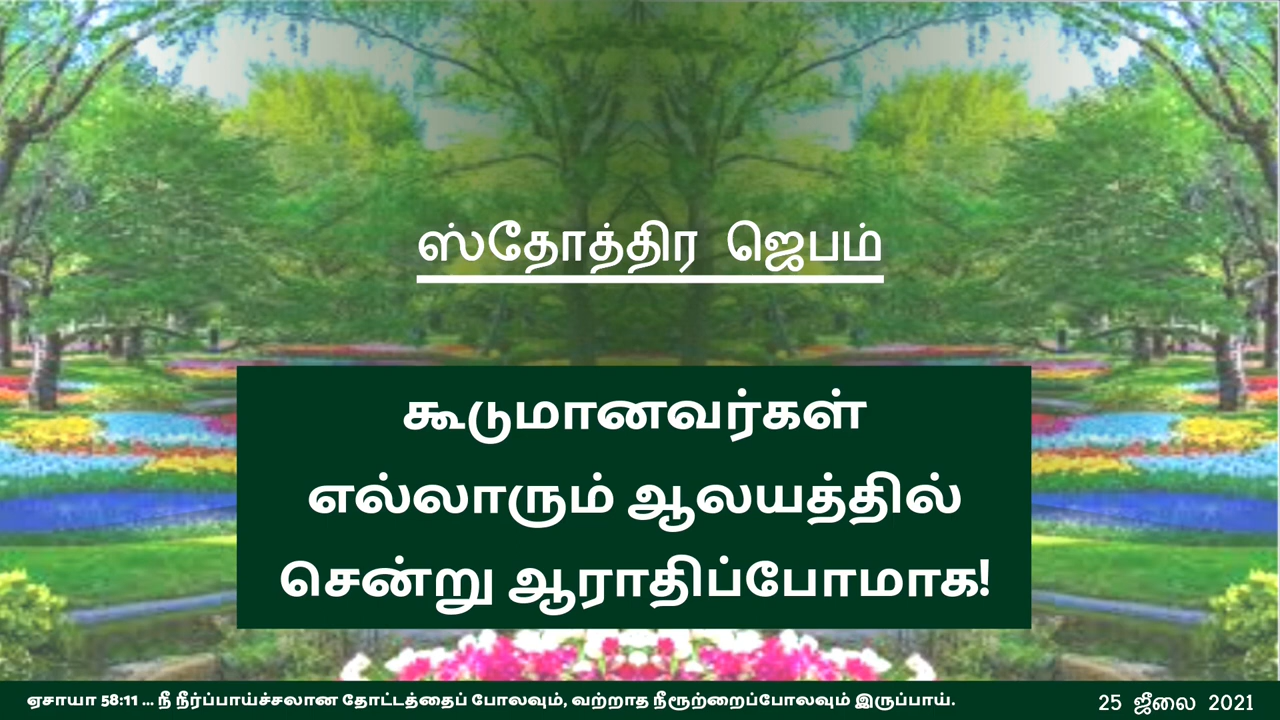 ஸ்தோத்திர ஜெபம்
கூடுமானவர்கள்
எல்லாரும் ஆலயத்தில்
சென்று ஆராதிப்போமாக!
ஏசாயா 58:11 ... நீ நீர்ப்பாய்ச்சலான தோட்டத்தைப் போலவும், வற்றாத நீரூற்றைப்போலவும் இருப்பாய்.
25 ஜீலை 2021